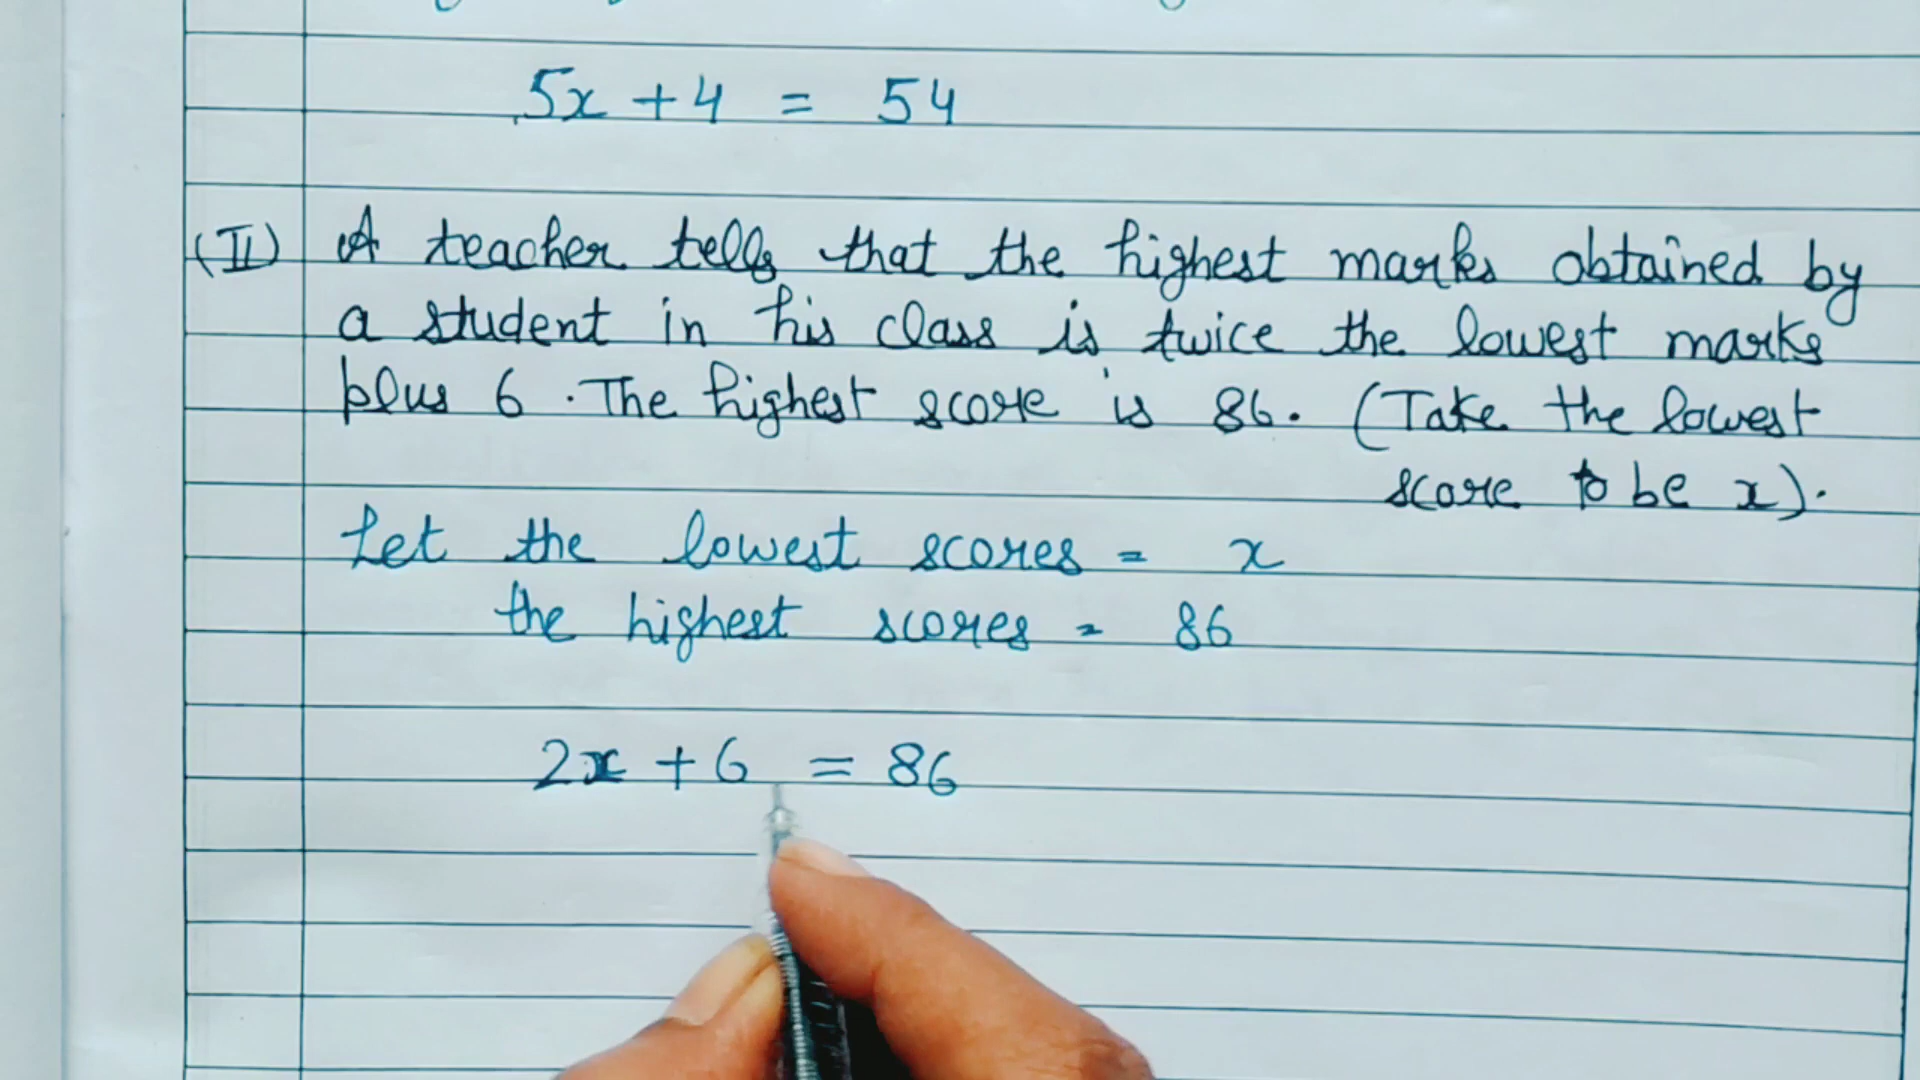 5x + 4 = 54
(II) A teacher tells that the highest marks obtained by
a student in his class is twice the lowest marks
plus 6. The highest score is 86. (Take the lowest
score to be x).
Let the lowest scores = x
the highest scores = 86
2x + 6 = 86